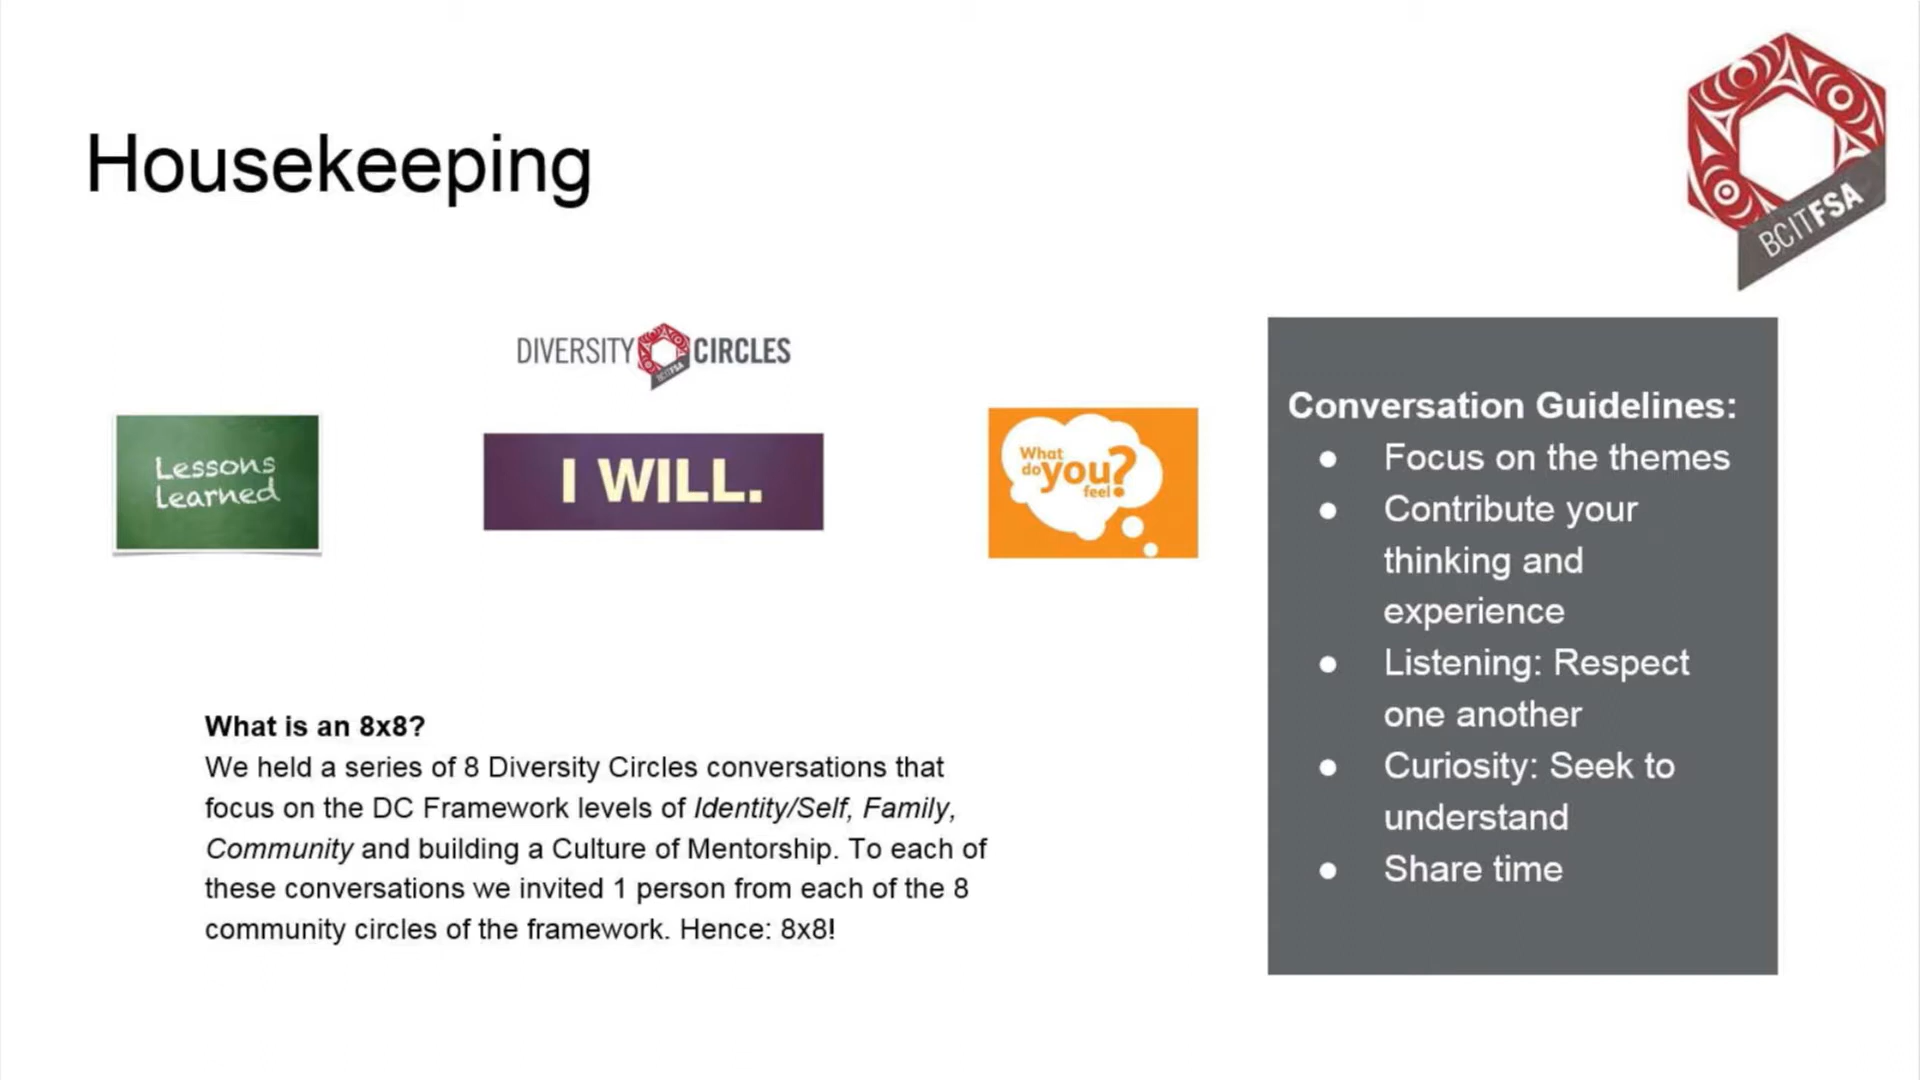 Housekeeping
BCITFSA
DIVERSITY CIRCLES
BCITFSA
Lessons
Learned
I WILL.
What
do you?
feel
Conversation Guidelines:
● Focus on the themes
● Contribute your
thinking and
experience
● Listening: Respect
one another
● Curiosity: Seek to
understand
● Share time
What is an 8x8?
We held a series of 8 Diversity Circles conversations that
focus on the DC Framework levels of Identity/Self, Family,
Community and building a Culture of Mentorship. To each of
these conversations we invited 1 person from each of the 8
community circles of the framework. Hence: 8x8!